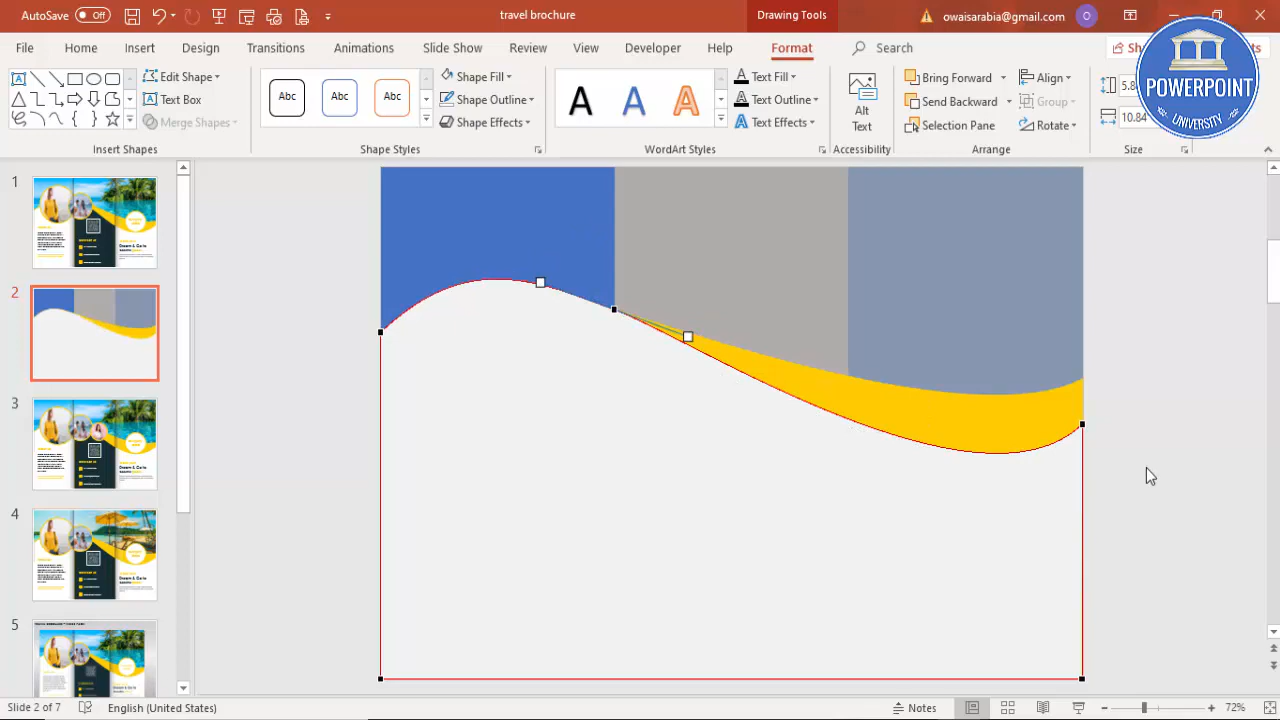 AutoSave Off travel brochure Drawing Tools owaisarabia@gmail.com O
File Home Insert Design Transitions Animations Slide Show Review View Developer Help Format Search
Edit Shape
Text Box
Merge Shapes
Insert Shapes
Abc Abc Abc
Shape Fill
Shape Outline
Shape Effects
Shape Styles
A A A
Text Fill
Text Outline
Text Effects
WordArt Styles
Alt
Text
Accessibility
Bring Forward
Send Backward
Selection Pane
Align
Group
Rotate
Arrange
10.84
Size
POWERPOINT
UNIVERSITY
1
2
3
4
5
Slide 2 of 7 English (United States) Notes 72%